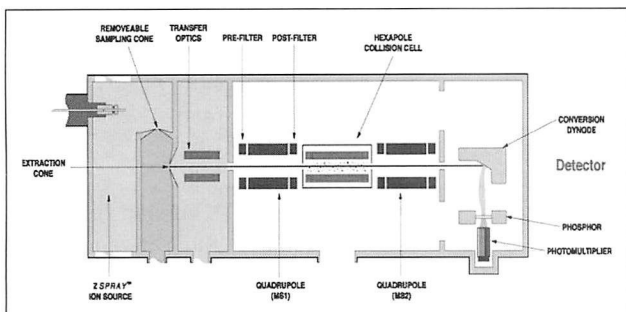 REMOVEABLE
SAMPLING CONE
TRANSFER
OPTICS
PRE-FILTER
POST-FILTER
HEXAPOLE
COLLISION CELL
CONVERSION
DYNODE
Detector
EXTRACTION
CONE
PHOSPHOR
PHOTOMULTIPLIER
Z SPRAY™
ION SOURCE
QUADRUPOLE
(MS1)
QUADRUPOLE
(MS2)